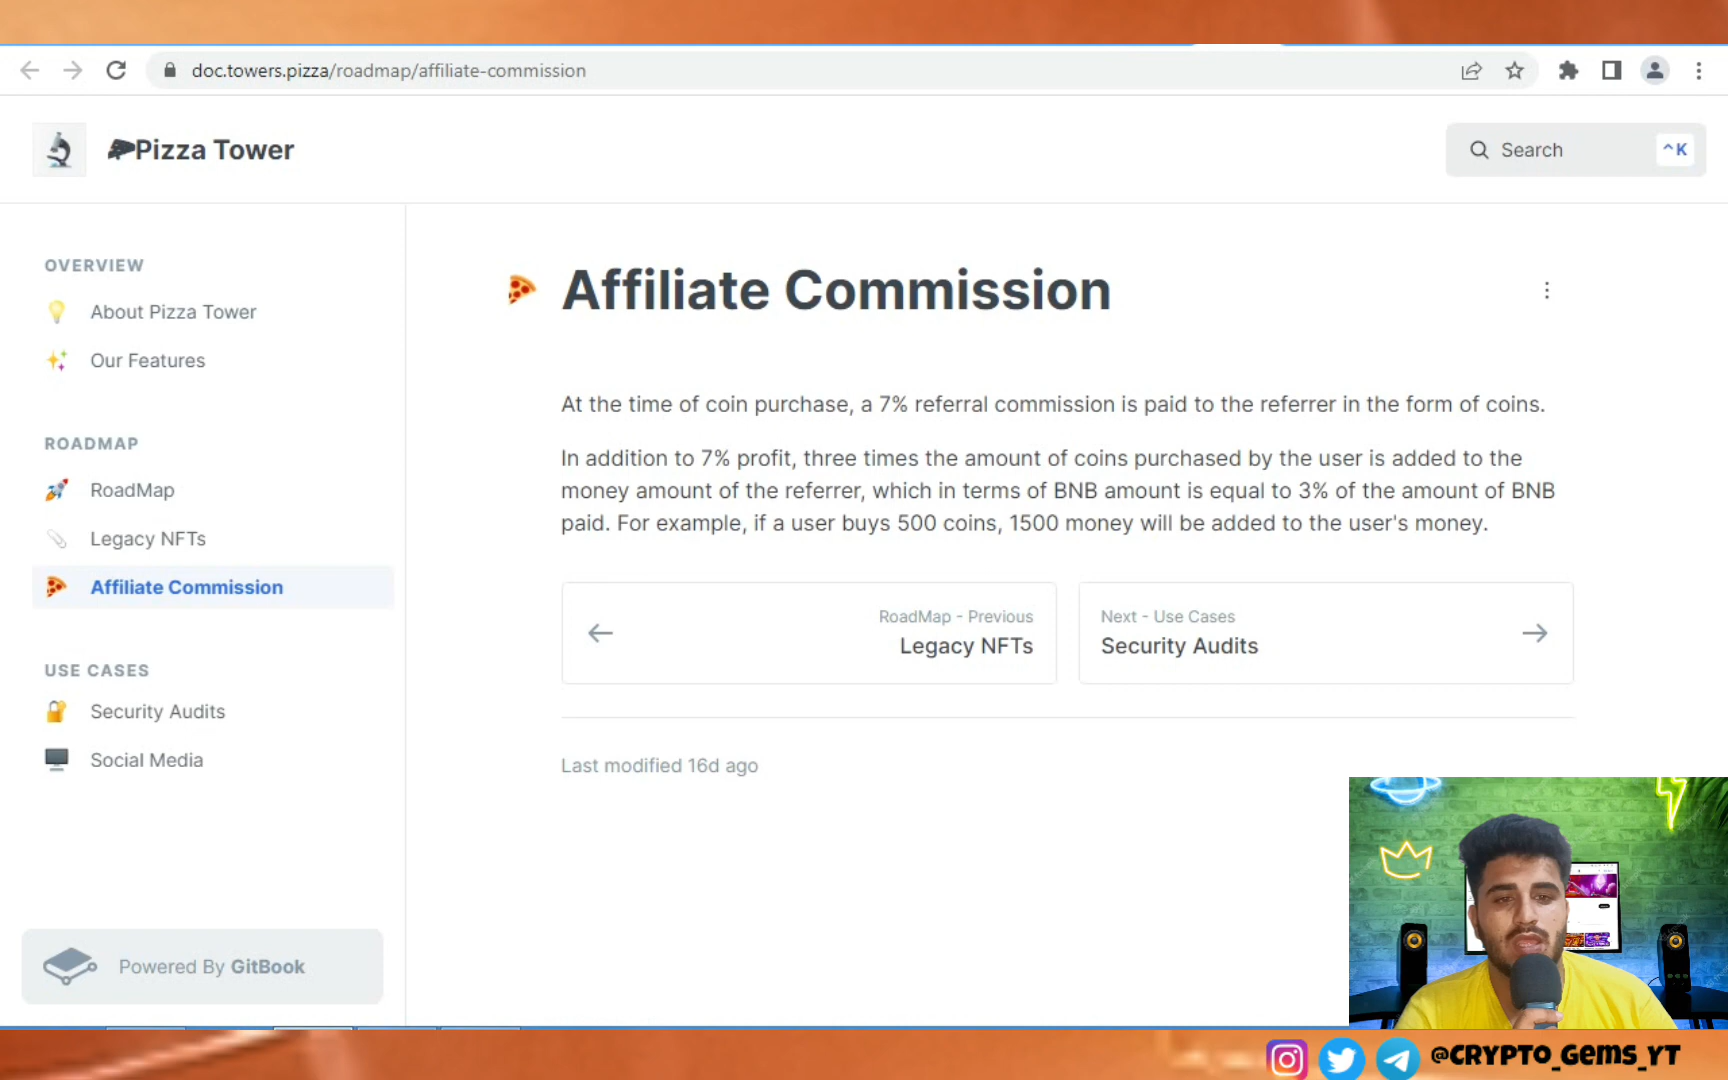 doc.towers.pizza/roadmap/affiliate-commission
Pizza Tower
Search
^K
OVERVIEW
About Pizza Tower
Our Features
ROADMAP
RoadMap
Legacy NFTs
Affiliate Commission
USE CASES
Security Audits
Social Media
Powered By GitBook
Affiliate Commission
At the time of coin purchase, a 7% referral commission is paid to the referrer in the form of coins.
In addition to 7% profit, three times the amount of coins purchased by the user is added to the
money amount of the referrer, which in terms of BNB amount is equal to 3% of the amount of BNB
paid. For example, if a user buys 500 coins, 1500 money will be added to the user's money.
RoadMap - Previous
Legacy NFTs
Next - Use Cases
Security Audits
Last modified 16d ago
@CRYPTO_GEMS_YT